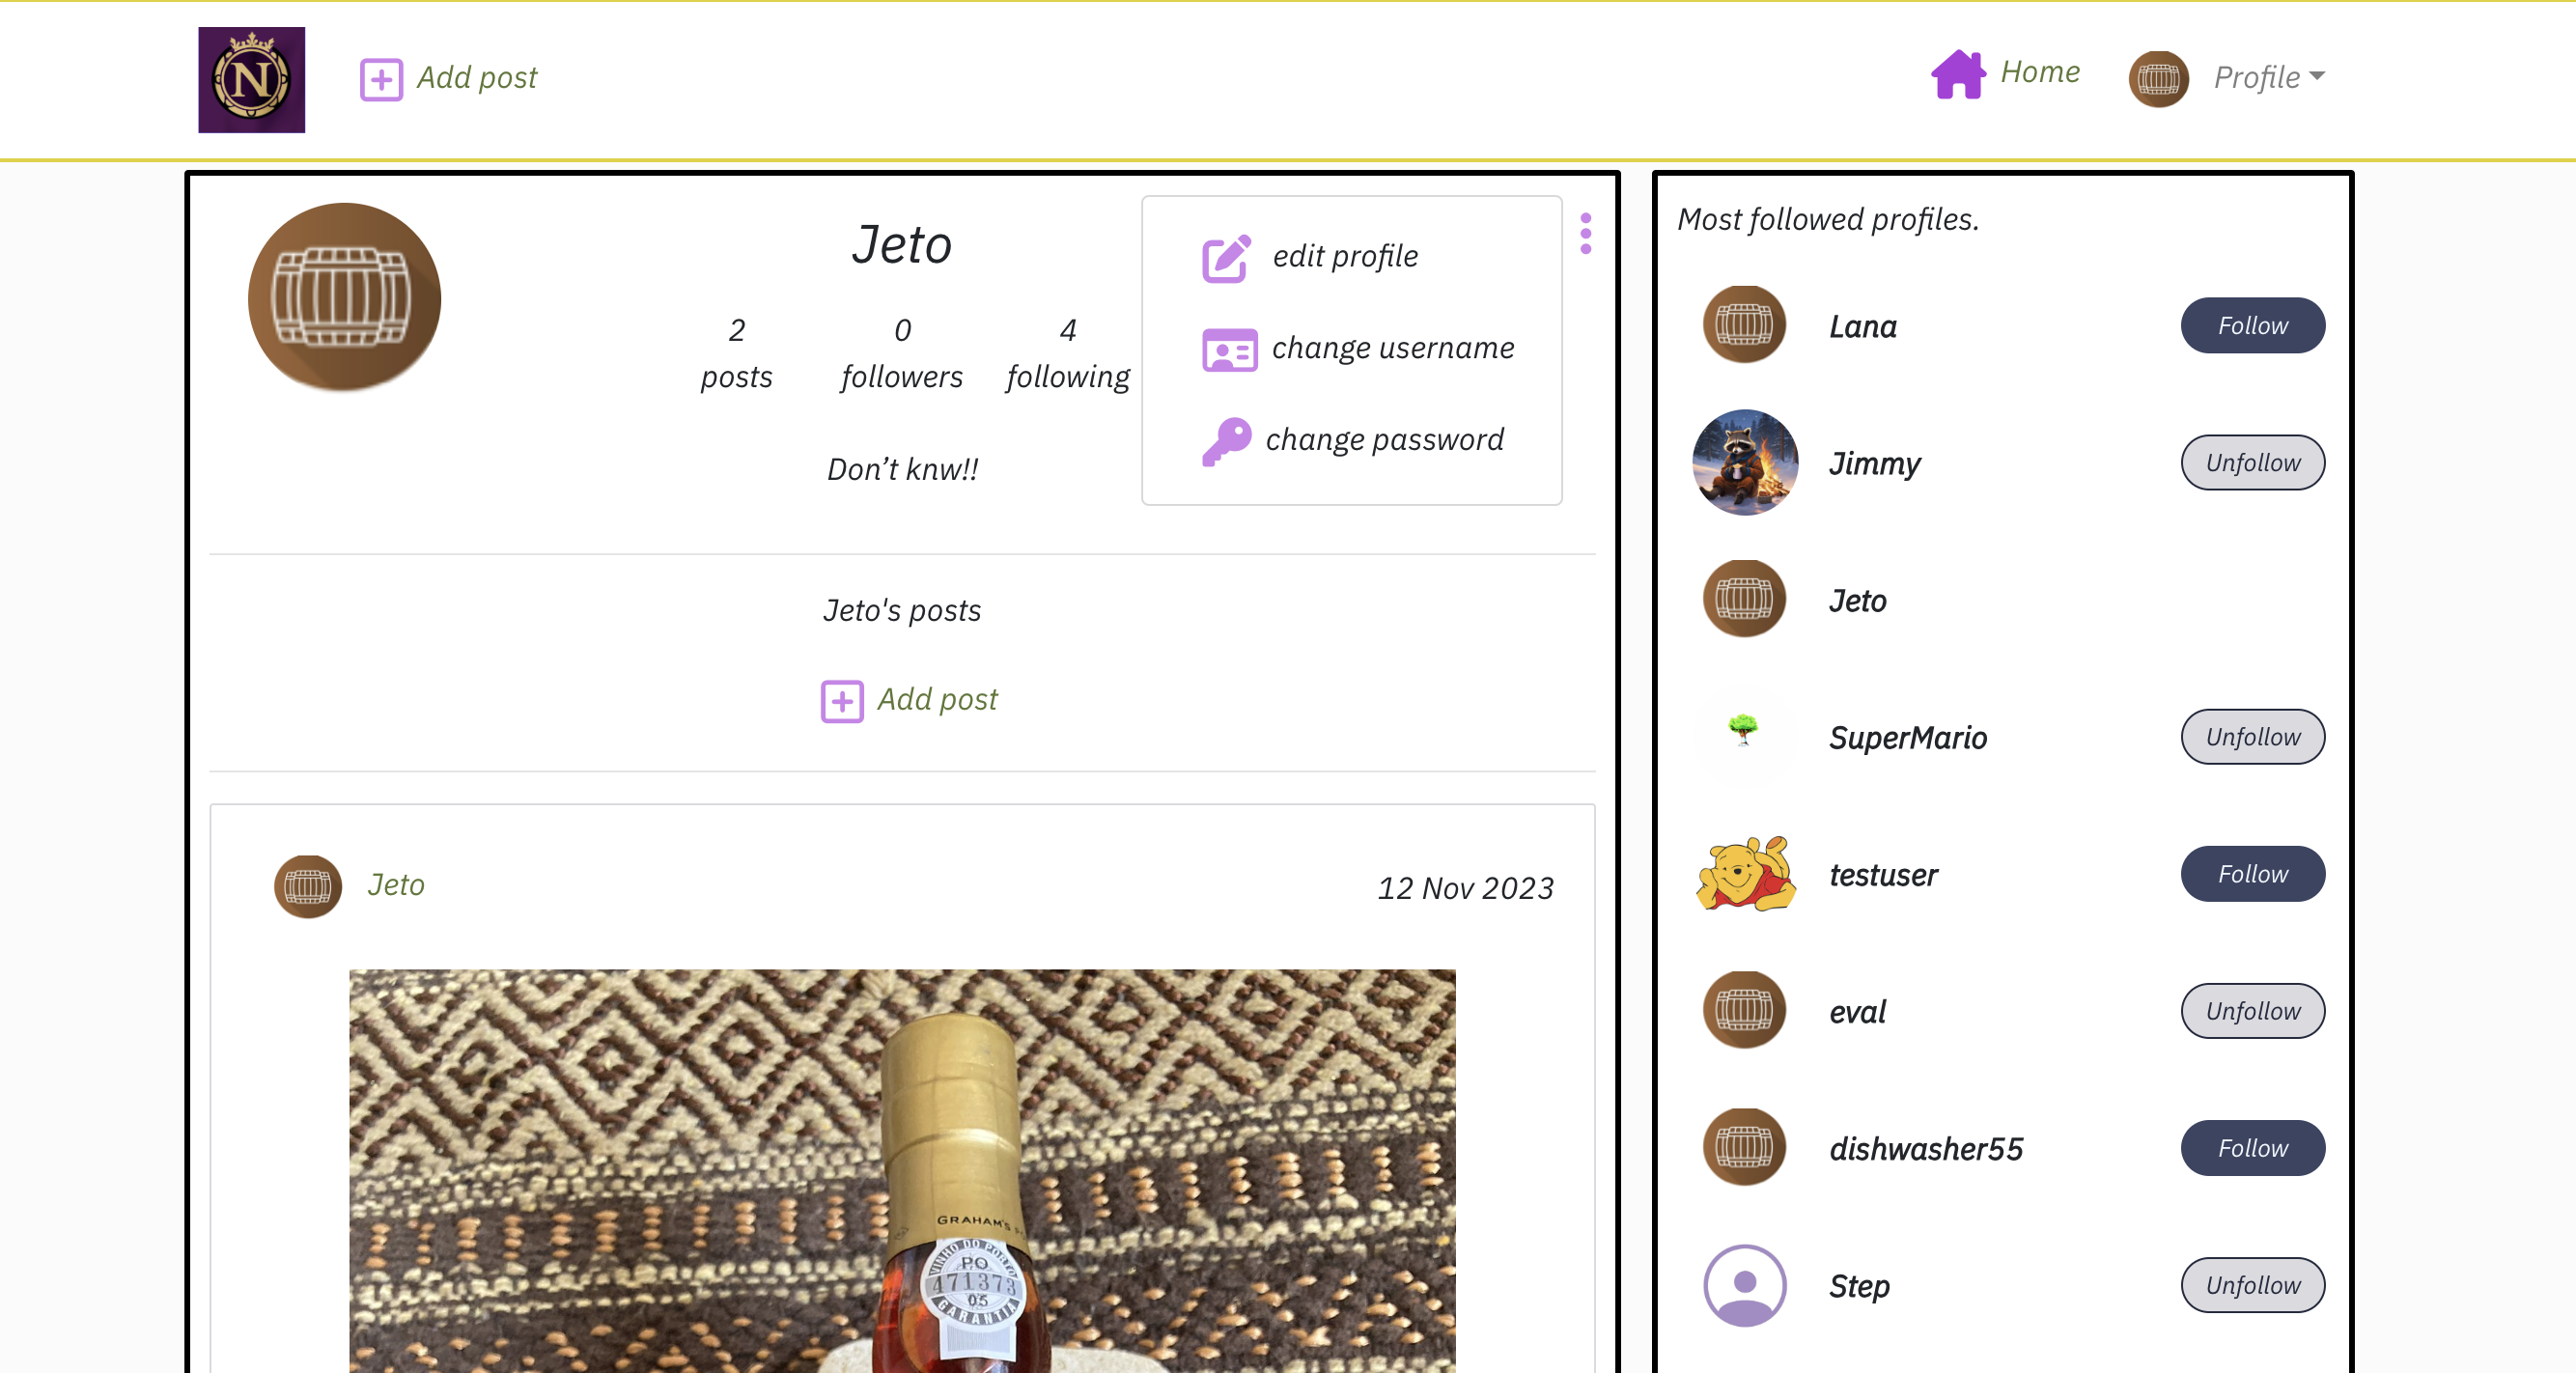 N
Add post
Home
Profile
Jeto
2 posts
0 followers
4 following
Don’t knw!!
edit profile
change username
change password
Jeto's posts
Add post
Jeto
12 Nov 2023
GRAHAM'S
VINHO DO PORTO
PO
471373
05
GARANTIA
Most followed profiles.
Lana
Follow
Jimmy
Unfollow
Jeto
SuperMario
Unfollow
testuser
Follow
eval
Unfollow
dishwasher55
Follow
Step
Unfollow